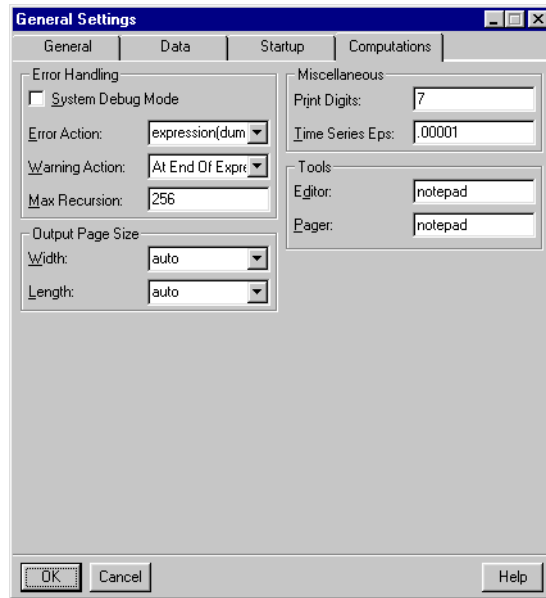 General Settings
General Data Startup Computations
Error Handling
System Debug Mode
Error Action: expression(dum
Warning Action: At End Of Expre
Max Recursion: 256
Output Page Size
Width: auto
Length: auto
Miscellaneous
Print Digits: 7
Time Series Eps: .00001
Tools
Editor: notepad
Pager: notepad
OK Cancel Help